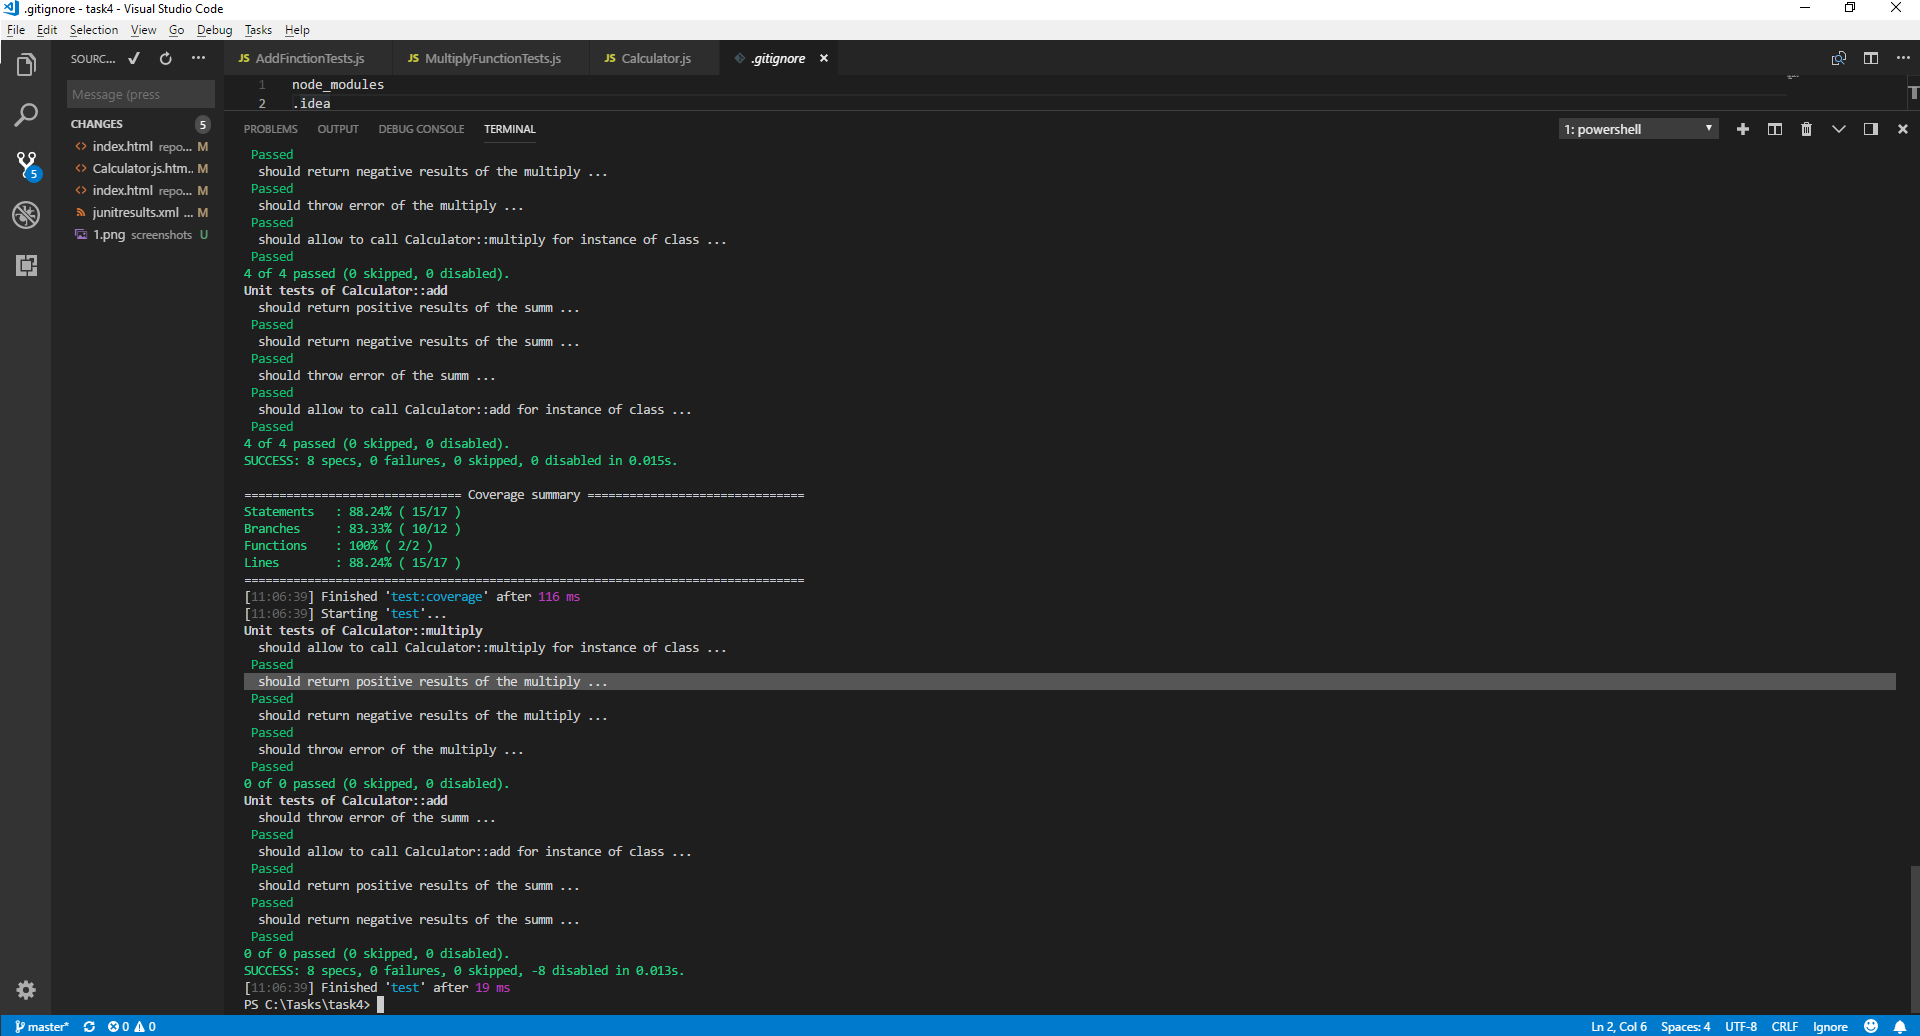 .gitignore - task4 - Visual Studio Code
File Edit Selection View Go Debug Tasks Help
SOURC... AddFinctionTests.js MultiplyFunctionTests.js Calculator.js .gitignore
Message (press
1 node_modules
2 .idea
CHANGES 5
index.html repo... M
Calculator.js.htm.. M
index.html repo... M
junitresults.xml ... M
1.png screenshots U
5
PROBLEMS OUTPUT DEBUG CONSOLE TERMINAL 1: powershell
Passed
should return negative results of the multiply ...
Passed
should throw error of the multiply ...
Passed
should allow to call Calculator::multiply for instance of class ...
Passed
4 of 4 passed (0 skipped, 0 disabled).
Unit tests of Calculator::add
should return positive results of the summ ...
Passed
should return negative results of the summ ...
Passed
should throw error of the summ ...
Passed
should allow to call Calculator::add for instance of class ...
Passed
4 of 4 passed (0 skipped, 0 disabled).
SUCCESS: 8 specs, 0 failures, 0 skipped, 0 disabled in 0.015s.
=============================== Coverage summary ===============================
Statements : 88.24% ( 15/17 )
Branches : 83.33% ( 10/12 )
Functions : 100% ( 2/2 )
Lines : 88.24% ( 15/17 )
================================================================================
[11:06:39] Finished 'test:coverage' after 116 ms
[11:06:39] Starting 'test'...
Unit tests of Calculator::multiply
should allow to call Calculator::multiply for instance of class ...
Passed
should return positive results of the multiply ...
Passed
should return negative results of the multiply ...
Passed
should throw error of the multiply ...
Passed
0 of 0 passed (0 skipped, 0 disabled).
Unit tests of Calculator::add
should throw error of the summ ...
Passed
should allow to call Calculator::add for instance of class ...
Passed
should return positive results of the summ ...
Passed
should return negative results of the summ ...
Passed
0 of 0 passed (0 skipped, 0 disabled).
SUCCESS: 8 specs, 0 failures, 0 skipped, -8 disabled in 0.013s.
[11:06:39] Finished 'test' after 19 ms
PS C:\Tasks\task4>
master* 0 0 Ln 2, Col 6 Spaces: 4 UTF-8 CRLF Ignore